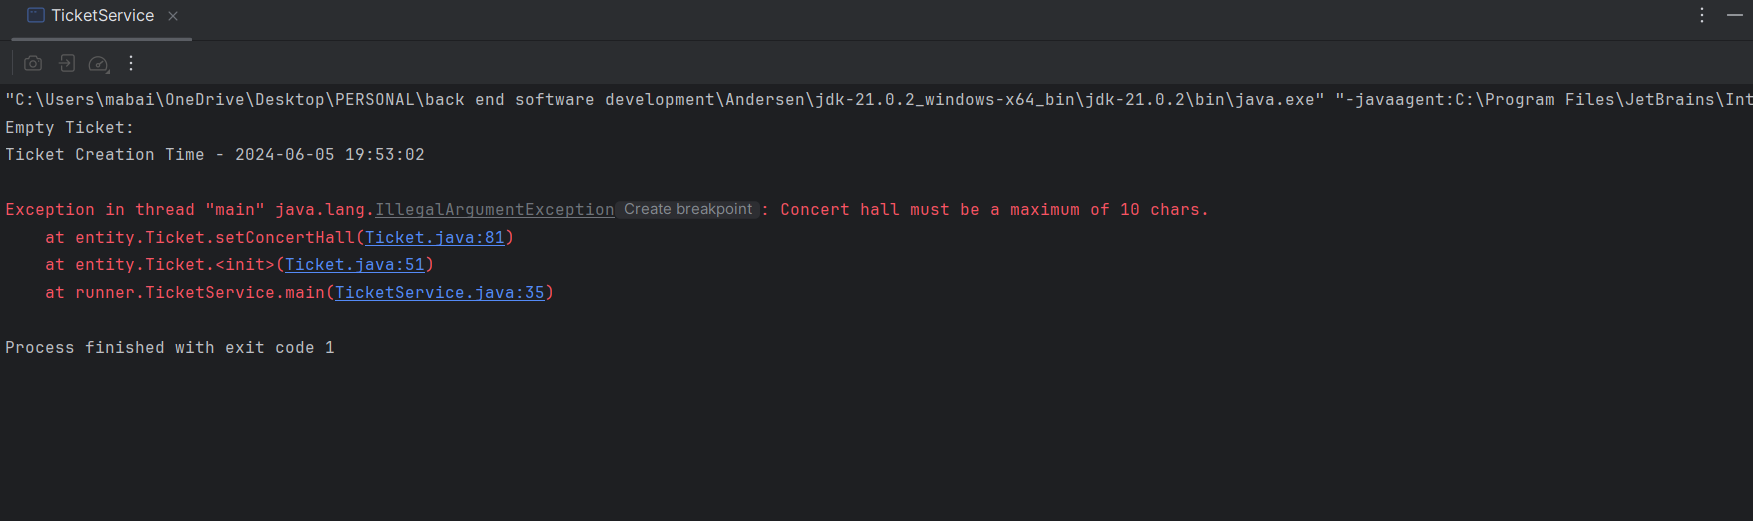 TicketService
"C:\Users\mabai\OneDrive\Desktop\PERSONAL\back end software development\Andersen\jdk-21.0.2_windows-x64_bin\jdk-21.0.2\bin\java.exe" "-javaagent:C:\Program Files\JetBrains\Int
Empty Ticket:
Ticket Creation Time - 2024-06-05 19:53:02
Exception in thread "main" java.lang.IllegalArgumentException Create breakpoint : Concert hall must be a maximum of 10 chars.
at entity.Ticket.setConcertHall(Ticket.java:81)
at entity.Ticket.<init>(Ticket.java:51)
at runner.TicketService.main(TicketService.java:35)
Process finished with exit code 1